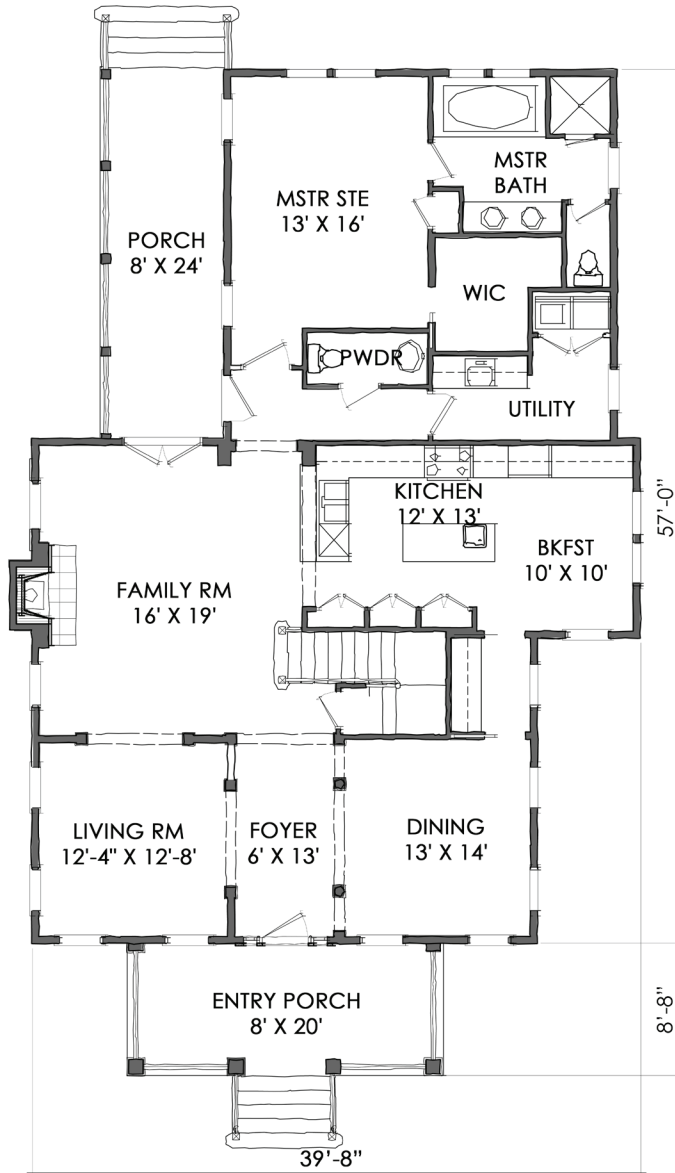 MSTR STE
13' X 16'
MSTR
BATH
PORCH
8' X 24'
WIC
PWDR
UTILITY
KITCHEN
12' X 13'
BKFST
10' X 10'
57'-0"
FAMILY RM
16' X 19'
LIVING RM
12'-4" X 12'-8'
FOYER
6' X 13'
DINING
13' X 14'
ENTRY PORCH
8' X 20'
8'-8"
39'-8"